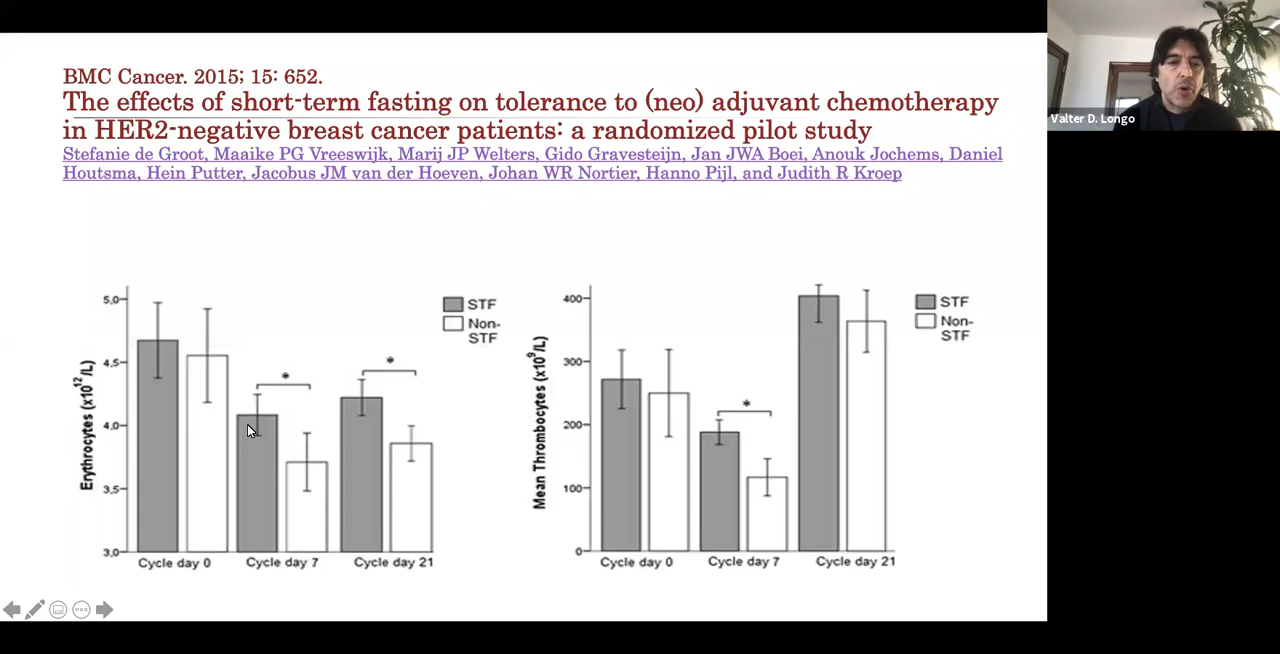 BMC Cancer. 2015; 15: 652.
The effects of short-term fasting on tolerance to (neo) adjuvant chemotherapy
in HER2-negative breast cancer patients: a randomized pilot study
Stefanie de Groot, Maaike PG Vreeswijk, Marij JP Welters, Gido Gravesteijn, Jan JWA Boei, Anouk Jochems, Daniel
Houtsma, Hein Putter, Jacobus JM van der Hoeven, Johan WR Nortier, Hanno Pijl, and Judith R Kroep
Valter D. Longo
Erythrocytes (x10¹²/L)
5,0
4,5
4,0
3,5
3,0
*
*
STF
Non-
STF
Cycle day 0
Cycle day 7
Cycle day 21
Mean Thrombocytes (x10⁹/L)
400
300
200
100
0
*
STF
Non-
STF
Cycle day 0
Cycle day 7
Cycle day 21